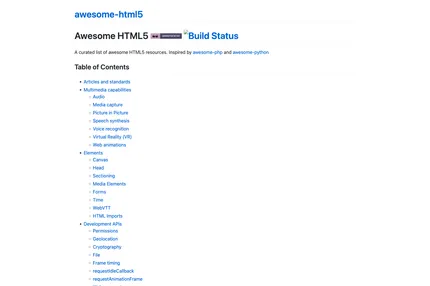 awesome-html5
Awesome HTML5 Build Status
A curated list of awesome HTML5 resources. Inspired by awesome-php and awesome-python
Table of Contents
Articles and standards
Multimedia capabilities
Audio
Media capture
Picture in Picture
Speech synthesis
Voice recognition
Virtual Reality (VR)
Web animations
Elements
Canvas
Head
Sectioning
Media Elements
Forms
Time
WebVTT
HTML Imports
Development APIs
Permissions
Geolocation
Cryptography
File
Frame timing
requestIdleCallback
requestAnimationFrame